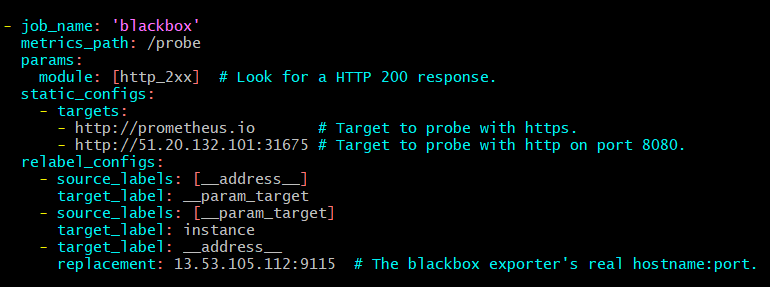 - job_name: 'blackbox'
  metrics_path: /probe
  params:
    module: [http_2xx]  # Look for a HTTP 200 response.
  static_configs:
    - targets:
      - http://prometheus.io       # Target to probe with https.
      - http://51.20.132.101:31675 # Target to probe with http on port 8080.
  relabel_configs:
    - source_labels: [__address__]
      target_label: __param_target
    - source_labels: [__param_target]
      target_label: instance
    - target_label: __address__
      replacement: 13.53.105.112:9115  # The blackbox exporter's real hostname:port.